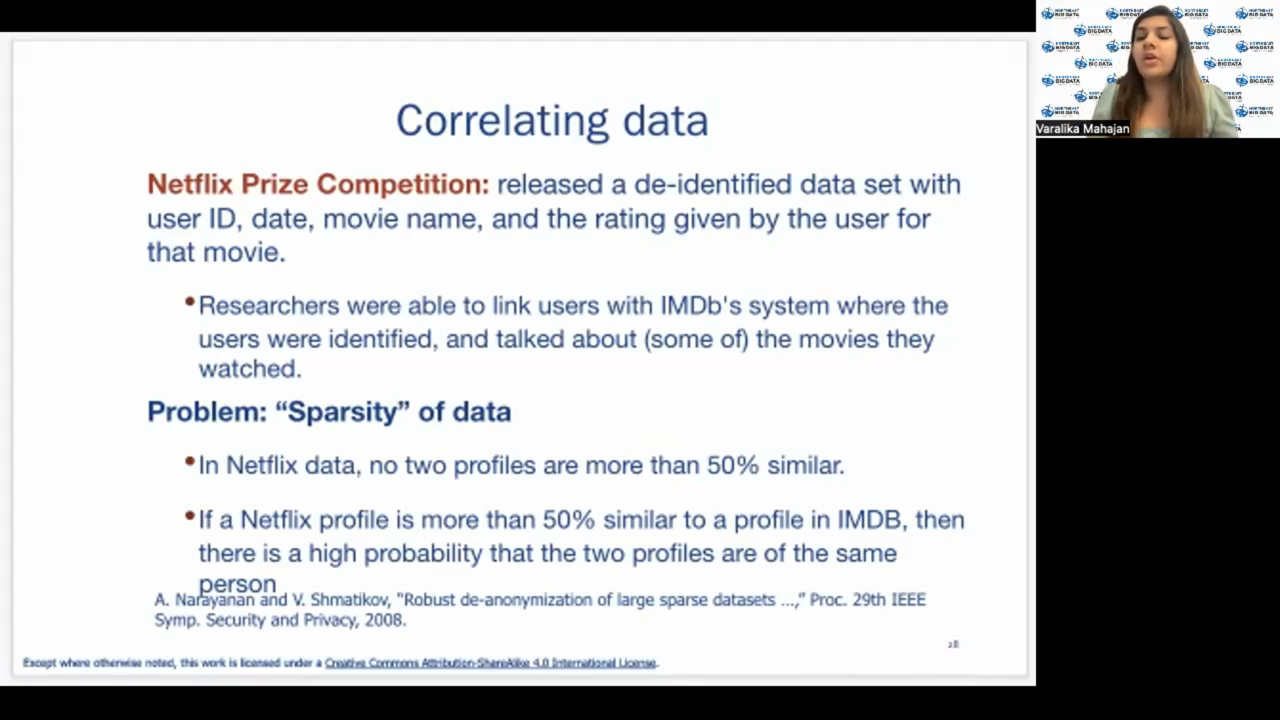 Correlating data
Netflix Prize Competition: released a de-identified data set with
user ID, date, movie name, and the rating given by the user for
that movie.
•Researchers were able to link users with IMDb's system where the
users were identified, and talked about (some of) the movies they
watched.
Problem: “Sparsity” of data
•In Netflix data, no two profiles are more than 50% similar.
•If a Netflix profile is more than 50% similar to a profile in IMDB, then
there is a high probability that the two profiles are of the same
person
A. Narayanan and V. Shmatikov, “Robust de-anonymization of large sparse datasets ...,” Proc. 29th IEEE
Symp. Security and Privacy, 2008.
Except where otherwise noted, this work is licensed under a Creative Commons Attribution-ShareAlike 4.0 International License.
Varalika Mahajan
NORTHEAST
BIG DATA